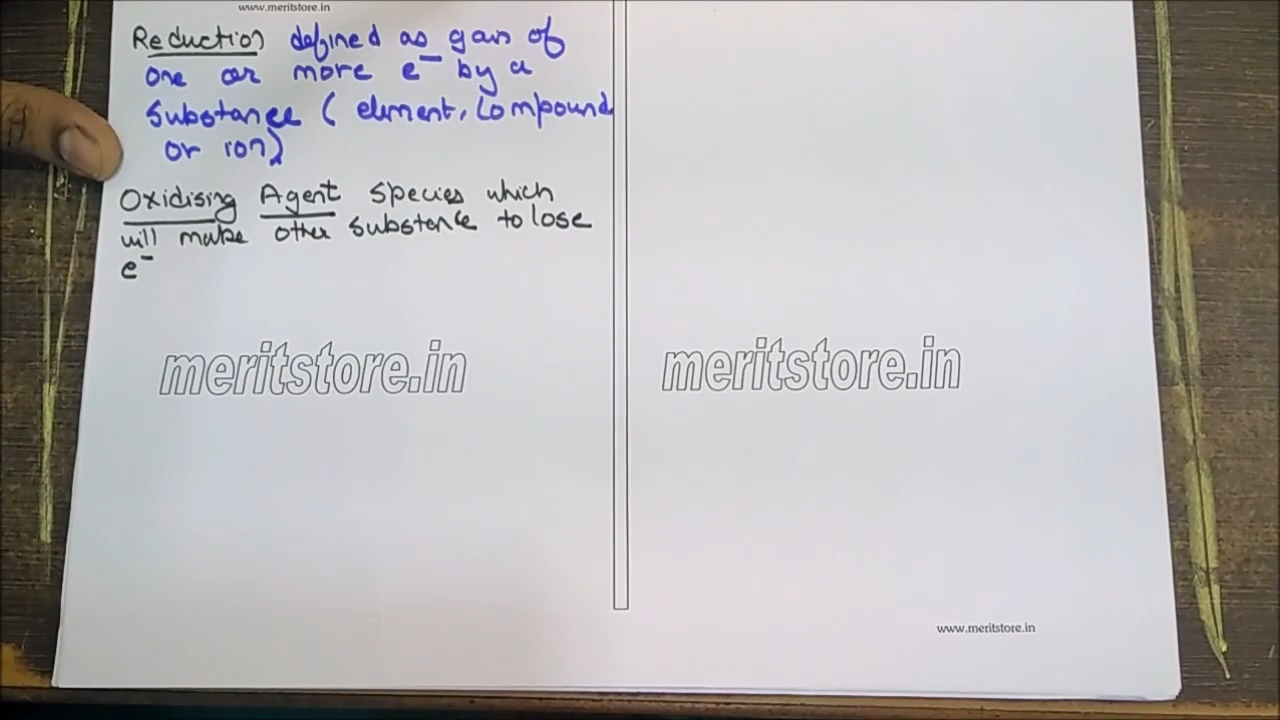 www.meritstore.in
Reduction defined as gain of
one or more e⁻ by a
Substance ( element, Compound
or ion)
Oxidising Agent Species which
will make other substance to lose
e⁻
meritstore.in
meritstore.in
www.meritstore.in